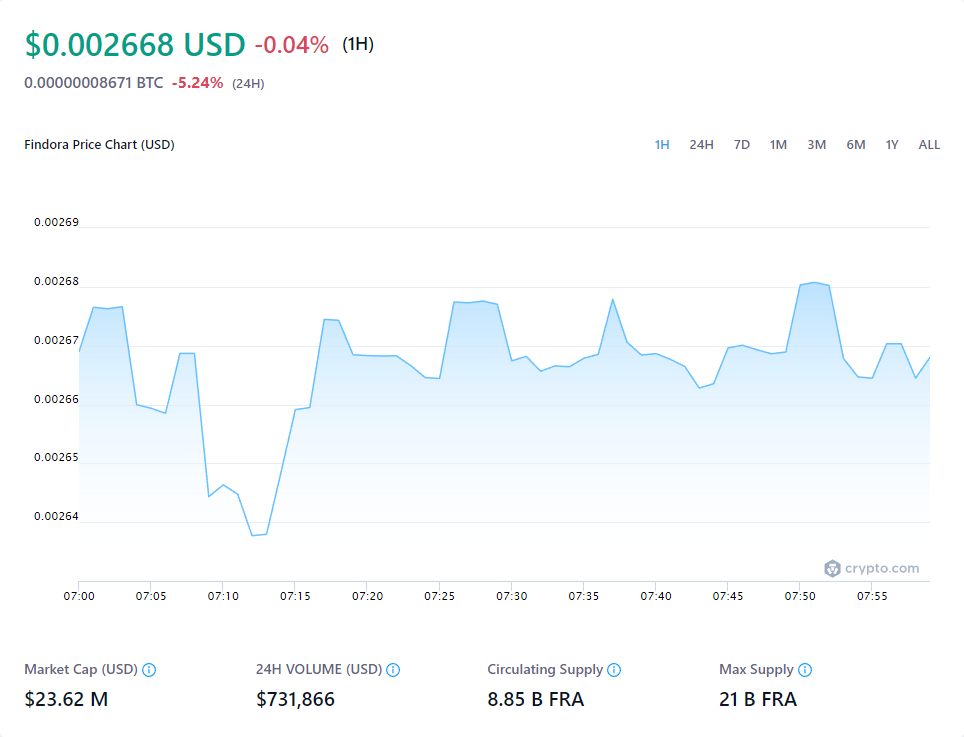 $0.002668 USD -0.04% (1H)
0.00000008671 BTC -5.24% (24H)
Findora Price Chart (USD) 1H 24H 7D 1M 3M 6M 1Y ALL
0.00269
0.00268
0.00267
0.00266
0.00265
0.00264
crypto.com
07:00 07:05 07:10 07:15 07:20 07:25 07:30 07:35 07:40 07:45 07:50 07:55
Market Cap (USD) 24H VOLUME (USD) Circulating Supply Max Supply
$23.62 M $731,866 8.85 B FRA 21 B FRA